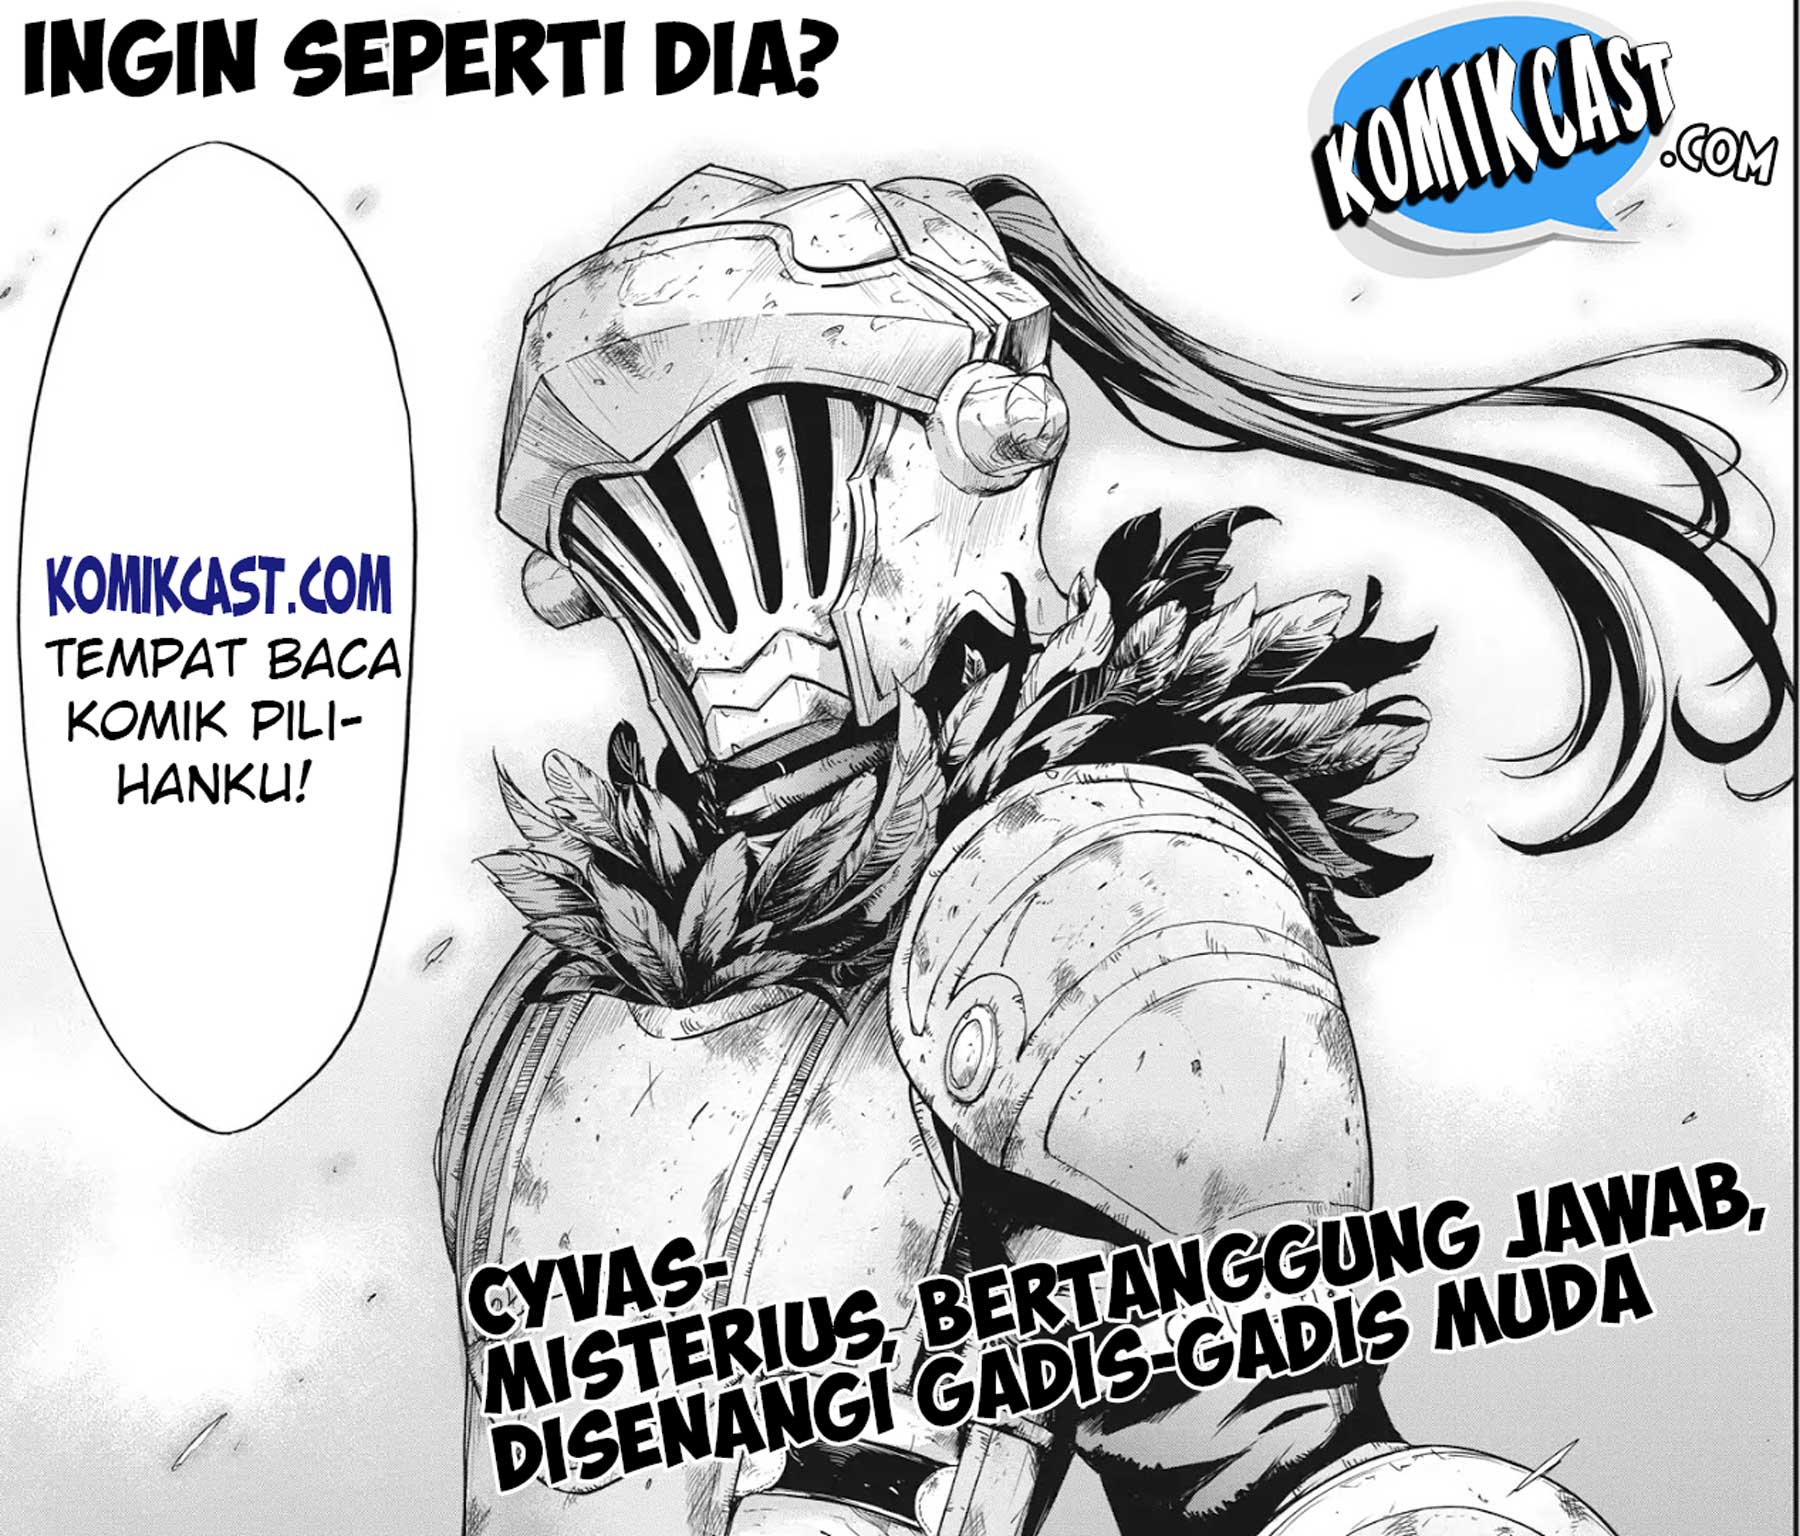 INGIN SEPERTI DIA?
KOMIKCAST
.COM
KOMIKCAST.COM
TEMPAT BACA
KOMIK PILI-
HANKU!
CYVAS-
MISTERIUS, BERTANGGUNG JAWAB,
DISENANGI GADIS-GADIS MUDA